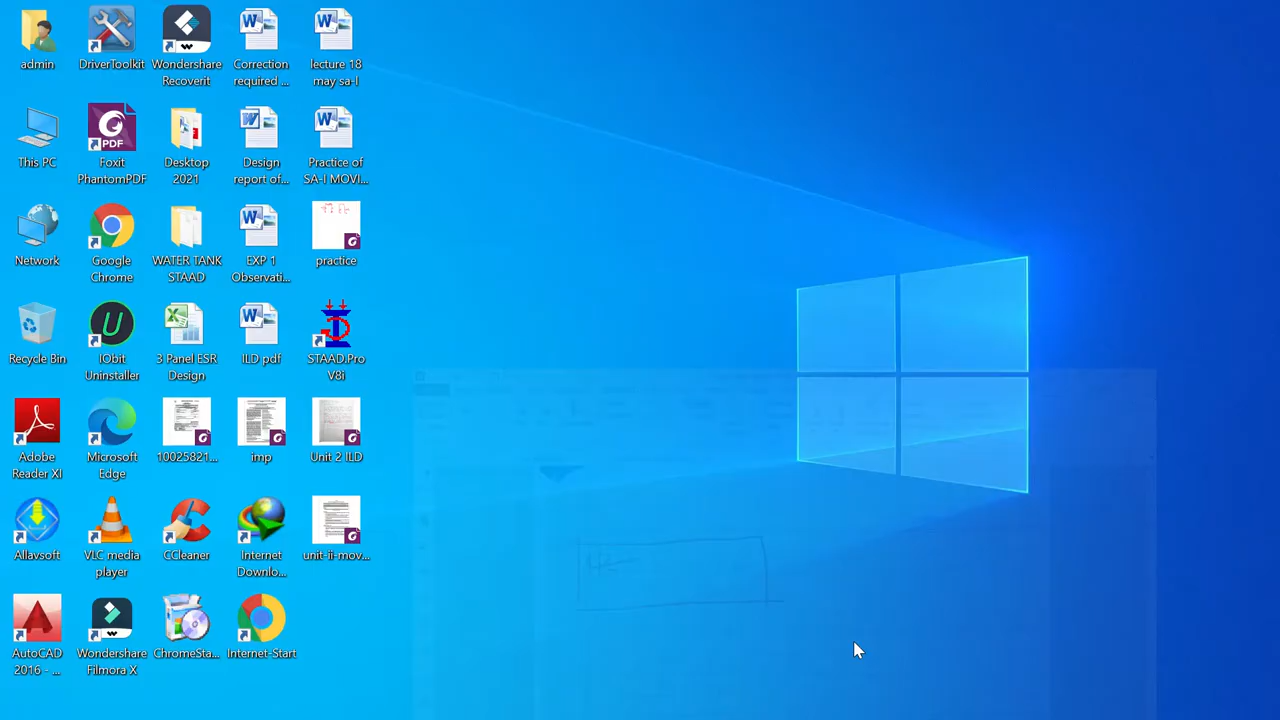 admin
DriverToolkit
Wondershare
Recoverit
Correction
required ...
lecture 18
may sa-I
This PC
Foxit
PhantomPDF
Desktop
2021
Design
report of...
Practice of
SA-I MOVI...
Network
Google
Chrome
WATER TANK
STAAD
EXP 1
Observati...
practice
Recycle Bin
IObit
Uninstaller
3 Panel ESR
Design
ILD pdf
STAAD.Pro
V8i
Adobe
Reader XI
Microsoft
Edge
10025821...
imp
Unit 2 ILD
Allavsoft
VLC media
player
CCleaner
Internet
Downlo...
unit-ii-mov...
AutoCAD
2016 - ...
Wondershare
Filmora X
ChromeSta...
Internet-Start